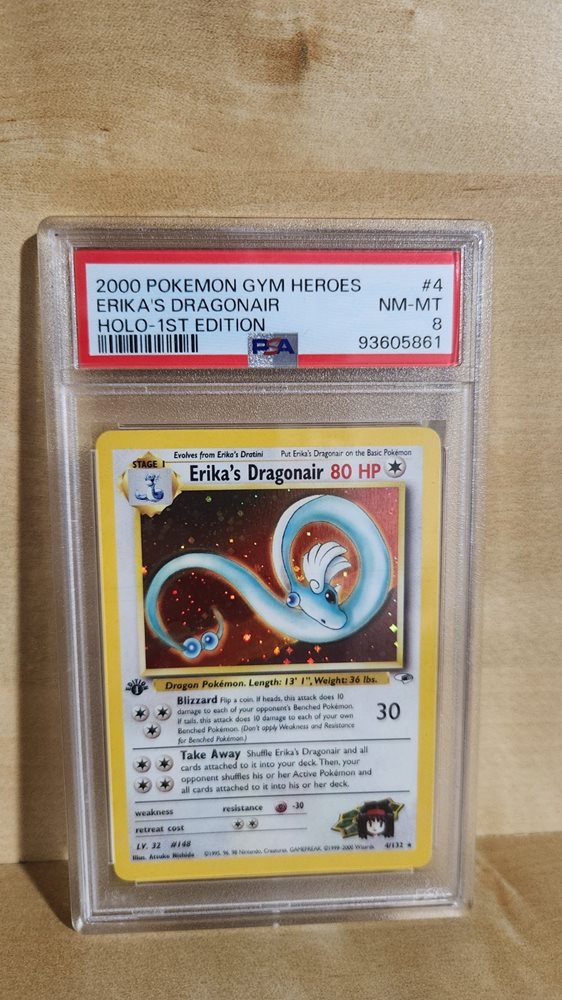 2000 POKEMON GYM HEROES #4
ERIKA'S DRAGONAIR NM-MT
HOLO-1ST EDITION 8
PSA 93605861
Evolves from Erika's Dratini Put Erika's Dragonair on the Basic Pokémon
STAGE 1
Erika's Dragonair 80 HP
EDITION
1
Dragon Pokémon. Length: 13' 1", Weight: 36 lbs.
Blizzard Flip a coin. If heads, this attack does 10
damage to each of your opponent's Benched Pokémon.
If tails, this attack does 10 damage to each of your own
Benched Pokémon. (Don't apply Weakness and Resistance
for Benched Pokémon.)
30
Take Away Shuffle Erika's Dragonair and all
cards attached to it into your deck. Then, your
opponent shuffles his or her Active Pokémon and
all cards attached to it into his or her deck.
weakness resistance -30
retreat cost
LV. 32 #148
Illus. Atsuko Nishida ©1995, 96, 98 Nintendo, Creatures, GAMEFREAK. ©1999-2000 Wizards. 4/132